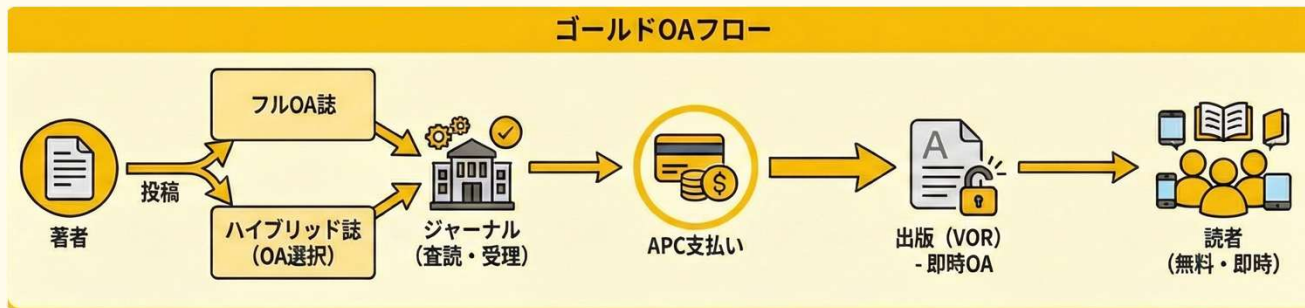 ゴールドOAフロー
著者
投稿
フルOA誌
ハイブリッド誌
(OA選択)
ジャーナル
(査読・受理)
$
APC支払い
A
出版(VOR)
- 即時OA
読者
(無料・即時)